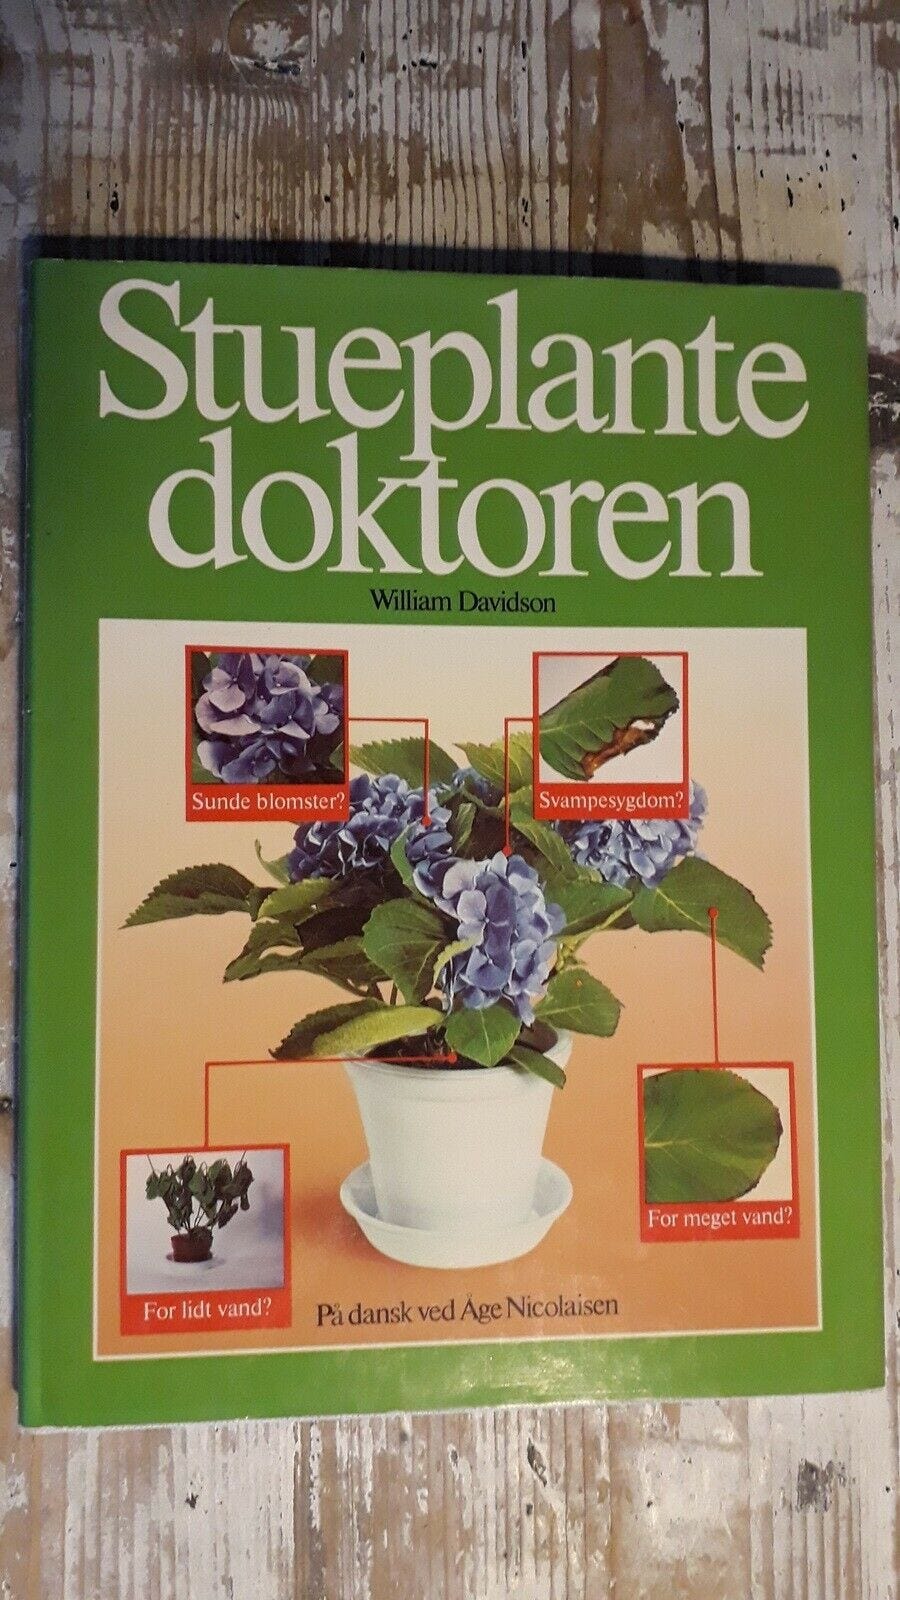 Stueplante
doktoren
William Davidson
Sunde blomster?
Svampesygdom?
For meget vand?
For lidt vand?
På dansk ved Åge Nicolaisen